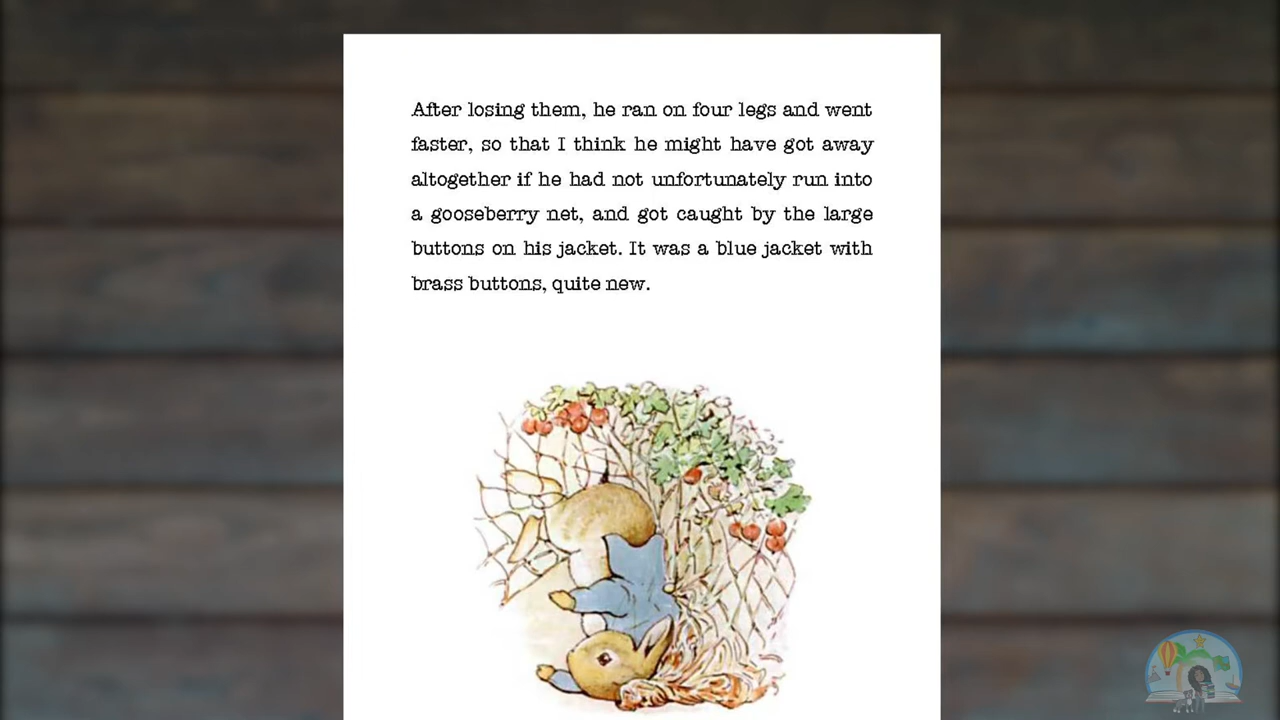 After losing them, he ran on four legs and went
faster, so that I think he might have got away
altogether if he had not unfortunately run into
a gooseberry net, and got caught by the large
buttons on his jacket. It was a blue jacket with
brass buttons, quite new.